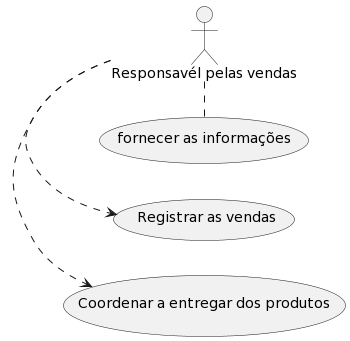 Responsavél pelas vendas
fornecer as informações
Registrar as vendas
Coordenar a entregar dos produtos